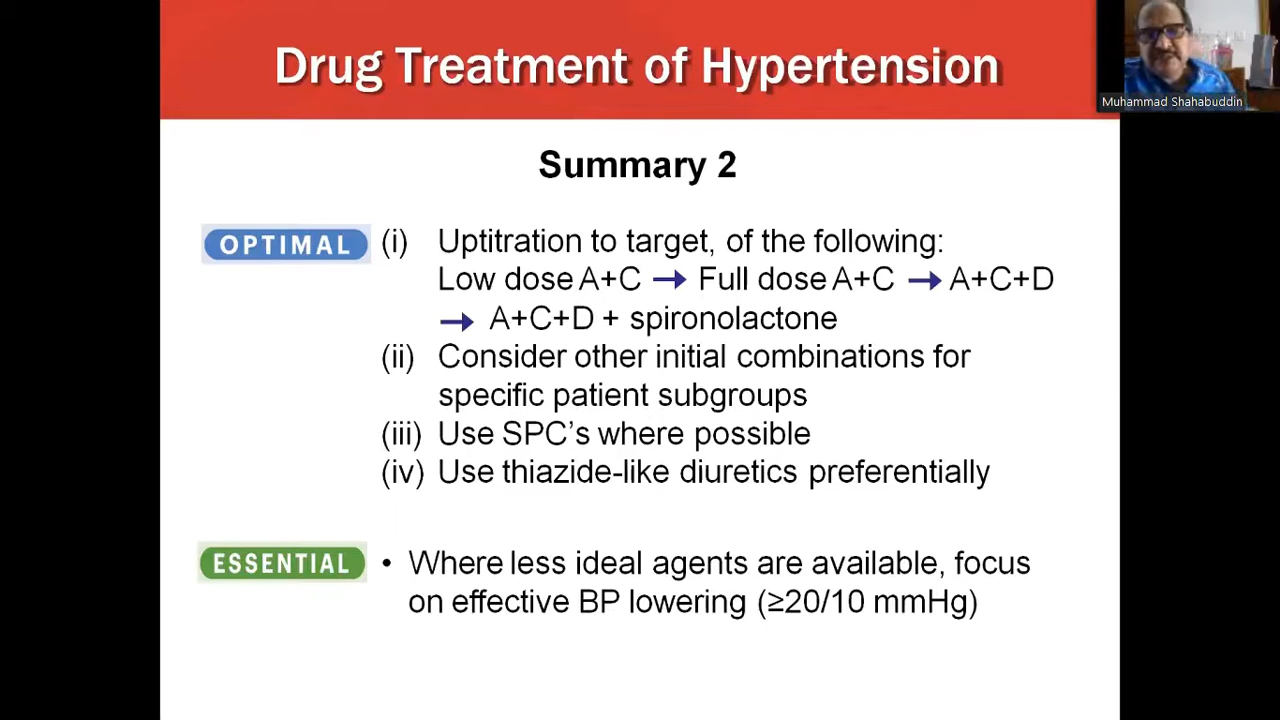 Drug Treatment of Hypertension
Muhammad Shahabuddin
Summary 2
OPTIMAL (i) Uptitration to target, of the following:
Low dose A+C → Full dose A+C → A+C+D
→ A+C+D + spironolactone
(ii) Consider other initial combinations for
specific patient subgroups
(iii) Use SPC’s where possible
(iv) Use thiazide-like diuretics preferentially
ESSENTIAL • Where less ideal agents are available, focus
on effective BP lowering (≥20/10 mmHg)